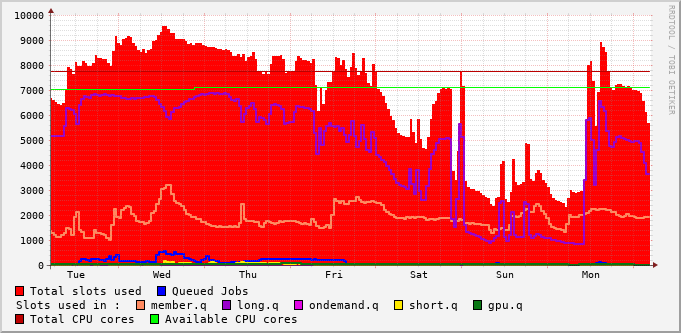 10000
9000
8000
7000
6000
5000
4000
3000
2000
1000
0
Tue Wed Thu Fri Sat Sun Mon
RRDTOOL / TOBI OETIKER
Total slots used Queued Jobs
Slots used in : member.q long.q ondemand.q short.q gpu.q
Total CPU cores Available CPU cores